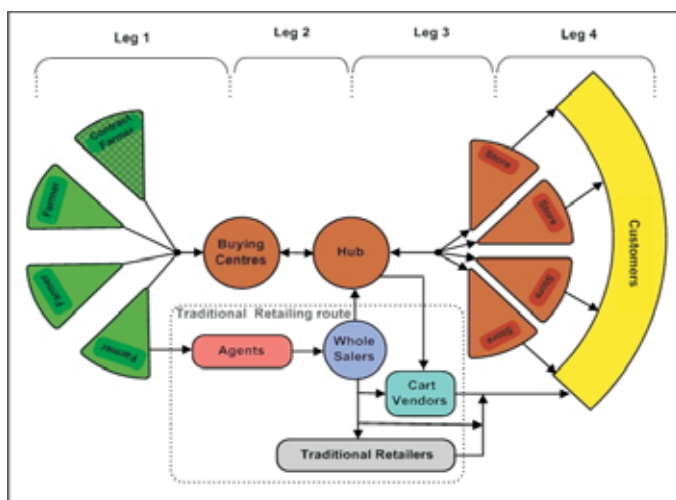 Leg 1
Leg 2
Leg 3
Leg 4
Contract
Farmer
Farmer
Farmer
Farmer
Buying
Centres
Hub
Store
Store
Store
Store
Customers
Traditional Retailing route
Agents
Whole
Salers
Cart
Vendors
Traditional Retailers